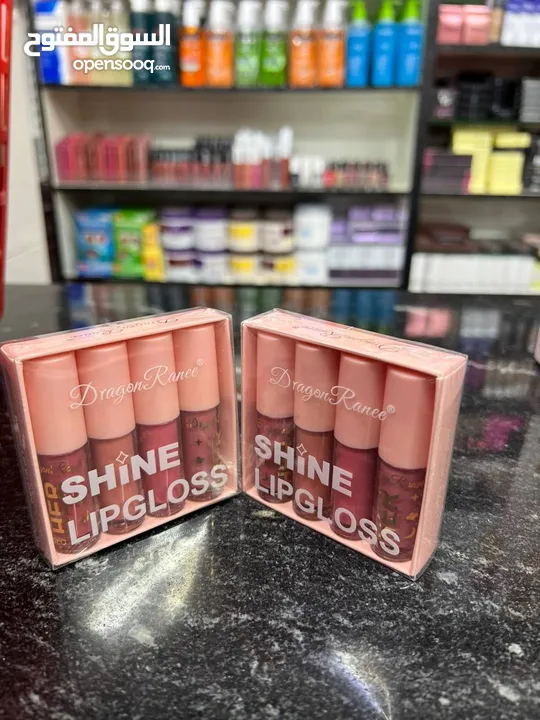 السوق المفتوح
opensooq.com
DragonRanee®
SHiNE
LIPGLOSS
DragonRanee®
SHiNE
LIPGLOSS